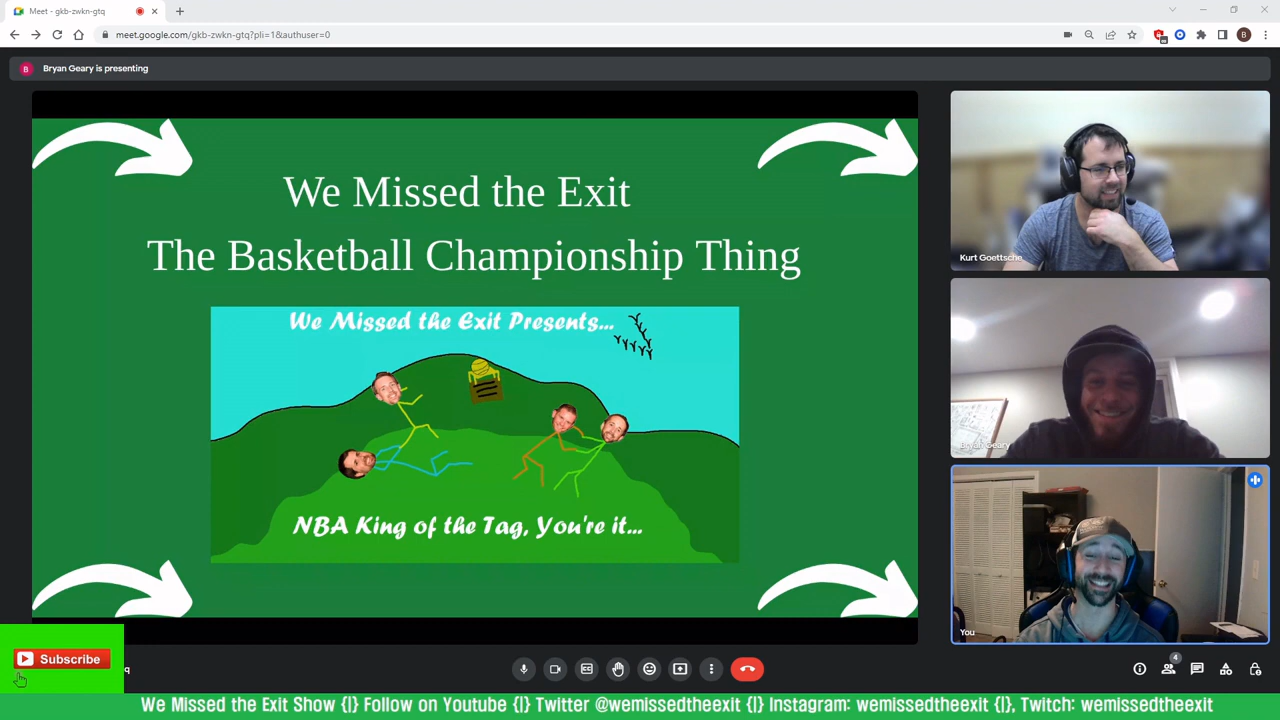 Meet - gkb-zwkn-gtq
meet.google.com/gkb-zwkn-gtq?pli=1&authuser=0
B
B
Bryan Geary is presenting
We Missed the Exit
The Basketball Championship Thing
We Missed the Exit Presents...
NBA King of the Tag, You're it...
Kurt Goettsche
Bryan Geary
You
Subscribe
q
4
We Missed the Exit Show {|} Follow on Youtube {|} Twitter @wemissedtheexit {|} Instagram: wemissedtheexit {|}, Twitch: wemissedtheexit